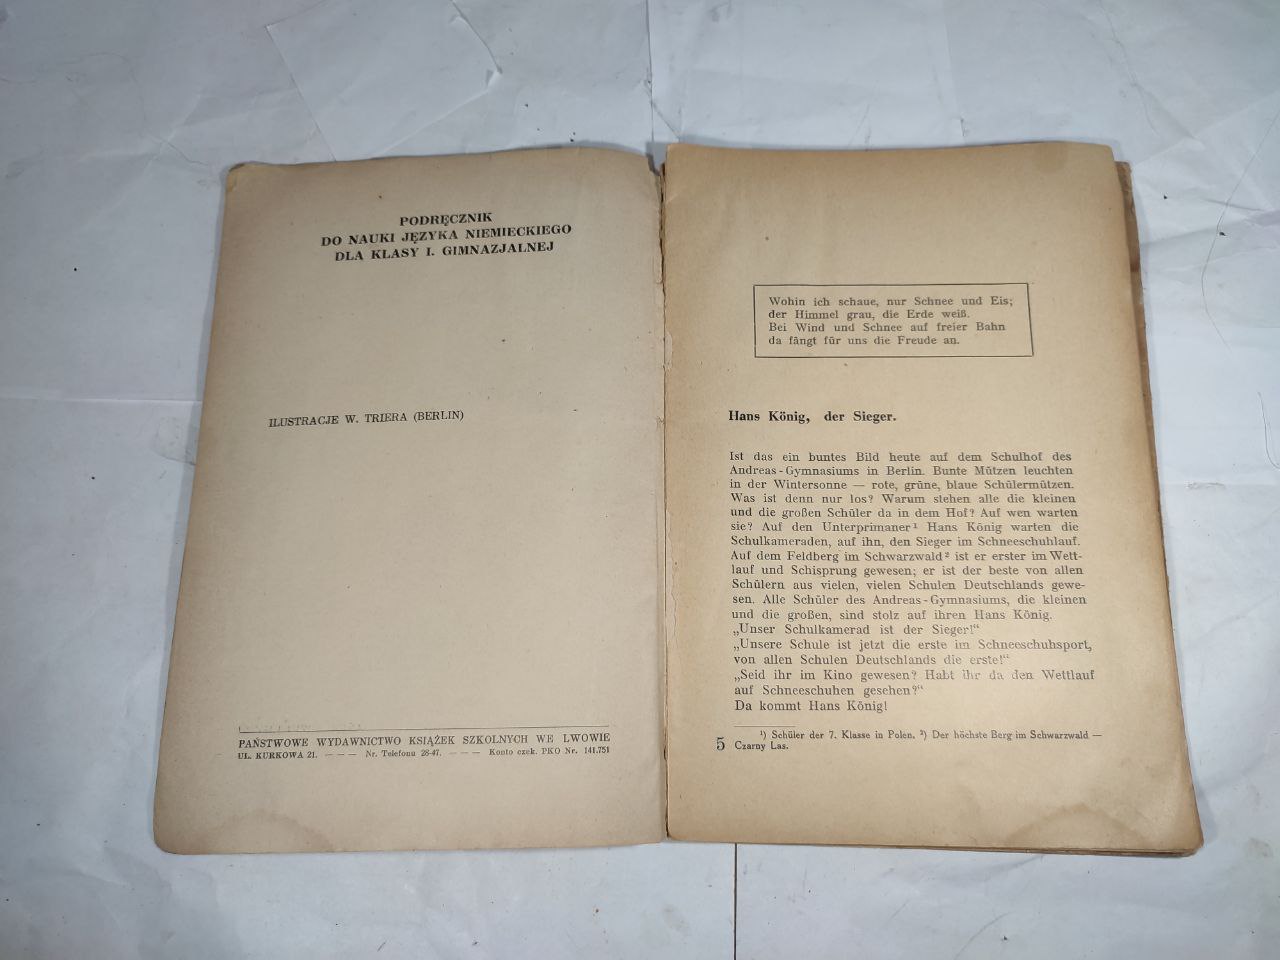 PODRĘCZNIK
DO NAUKI JĘZYKA NIEMIECKIEGO
DLA KLASY I. GIMNAZJALNEJ
ILUSTRACJE W. TRIERA (BERLIN)
PAŃSTWOWE WYDAWNICTWO KSIĄŻEK SZKOLNYCH WE LWOWIE
UL. KURKOWA 21. — — — Nr. Telefonu 28-47. — — — Konto czek. PKO Nr. 141.751
Wohin ich schaue, nur Schnee und Eis;
der Himmel grau, die Erde weiß.
Bei Wind und Schnee auf freier Bahn
da fängt für uns die Freude an.
Hans König, der Sieger.
Ist das ein buntes Bild heute auf dem Schulhof des
Andreas-Gymnasiums in Berlin. Bunte Mützen leuchten
in der Wintersonne — rote, grüne, blaue Schülermützen.
Was ist denn nur los? Warum stehen alle die kleinen
und die großen Schüler da in dem Hof? Auf wen warten
sie? Auf den Unterprimaner¹ Hans König warten die
Schulkameraden, auf ihn, den Sieger im Schneeschuhlauf.
Auf dem Feldberg im Schwarzwald² ist er erster im Wett-
lauf und Schisprung gewesen; er ist der beste von allen
Schülern aus vielen, vielen Schulen Deutschlands gewe-
sen. Alle Schüler des Andreas-Gymnasiums, die kleinen
und die großen, sind stolz auf ihren Hans König.
„Unser Schulkamerad ist der Sieger!“
„Unsere Schule ist jetzt die erste im Schneeschuhsport,
von allen Schulen Deutschlands die erste!“
„Seid ihr im Kino gewesen? Habt ihr da den Wettlauf
auf Schneeschuhen gesehen?“
Da kommt Hans König!
¹) Schüler der 7. Klasse in Polen. ²) Der höchste Berg im Schwarzwald —
5 Czarny Las.